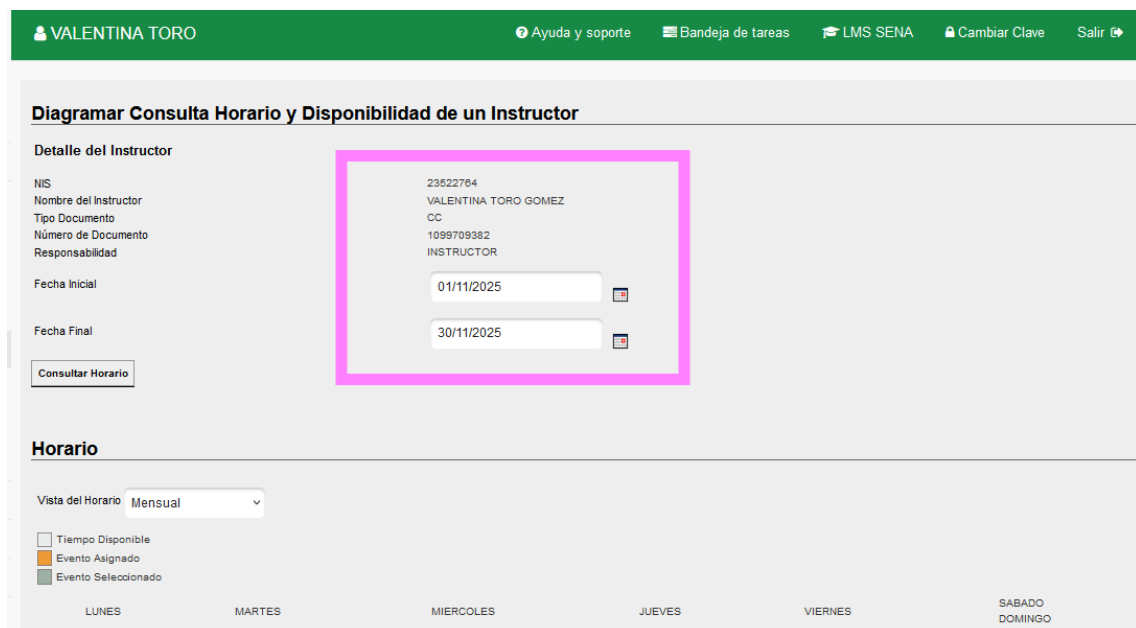 VALENTINA TORO Ayuda y soporte Bandeja de tareas LMS SENA Cambiar Clave Salir
Diagramar Consulta Horario y Disponibilidad de un Instructor
Detalle del Instructor
NIS 23522764
Nombre del Instructor VALENTINA TORO GOMEZ
Tipo Documento CC
Número de Documento 1099709382
Responsabilidad INSTRUCTOR
Fecha Inicial 01/11/2025
Fecha Final 30/11/2025
Consultar Horario
Horario
Vista del Horario Mensual
Tiempo Disponible
Evento Asignado
Evento Seleccionado
LUNES MARTES MIERCOLES JUEVES VIERNES SABADO
DOMINGO